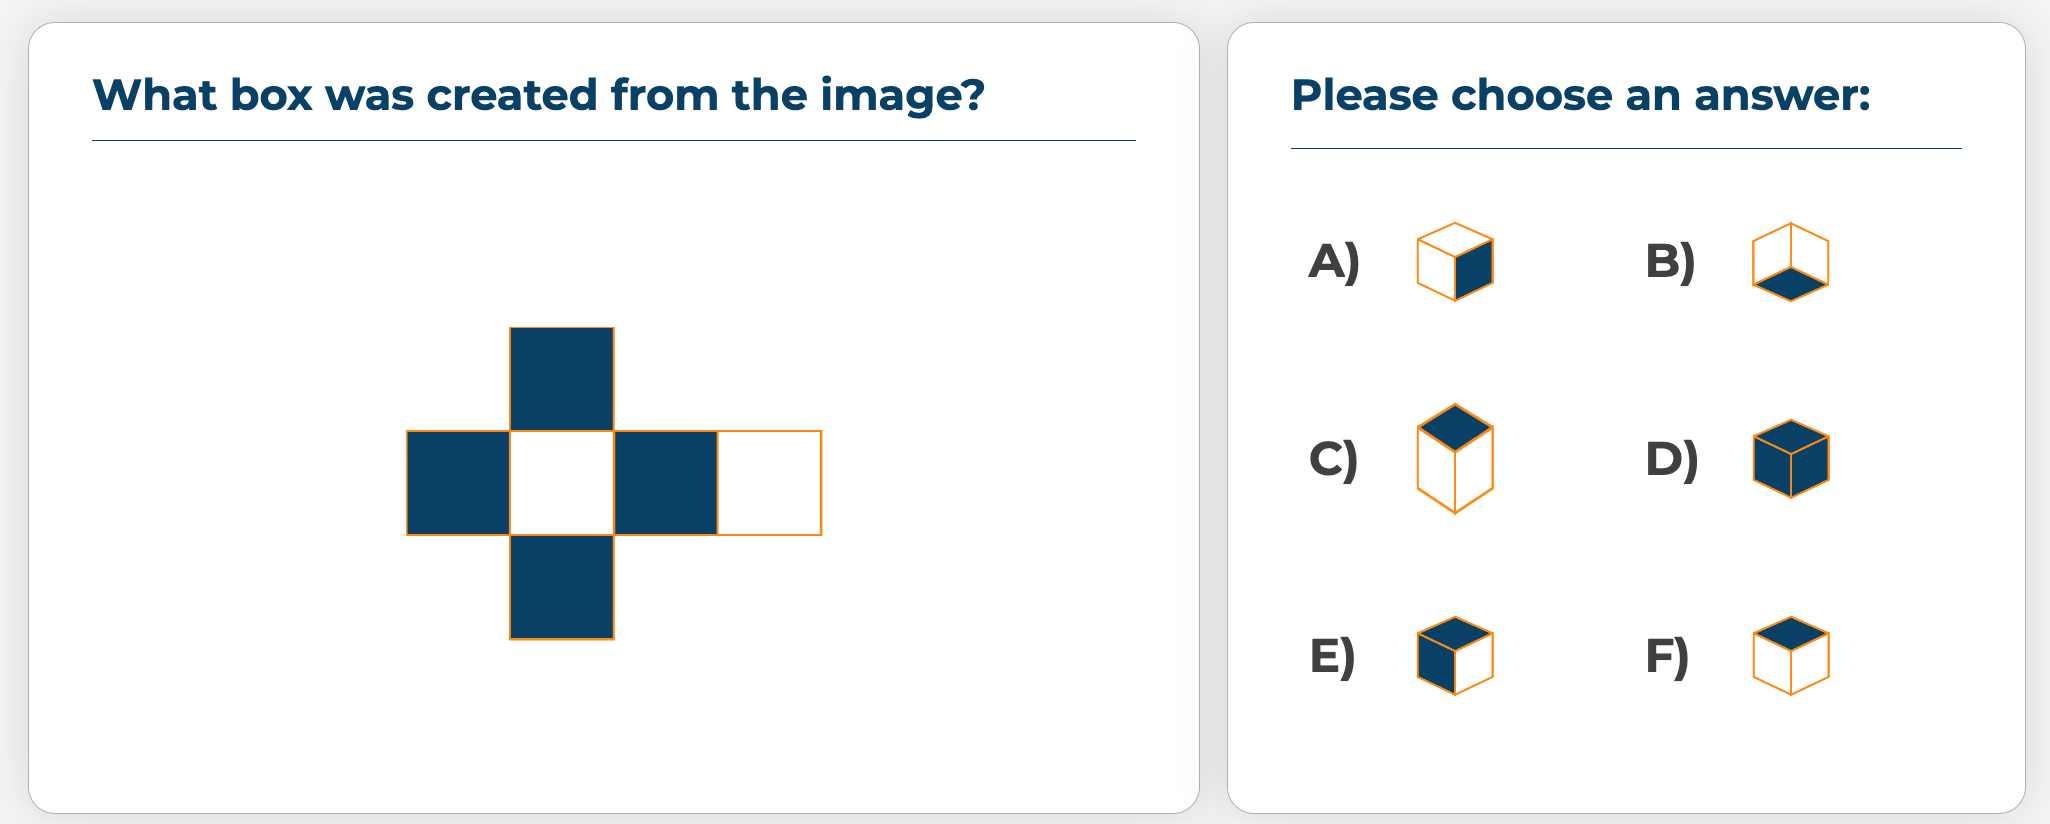 What box was created from the image?
Please choose an answer:
A)
B)
C)
D)
E)
F)